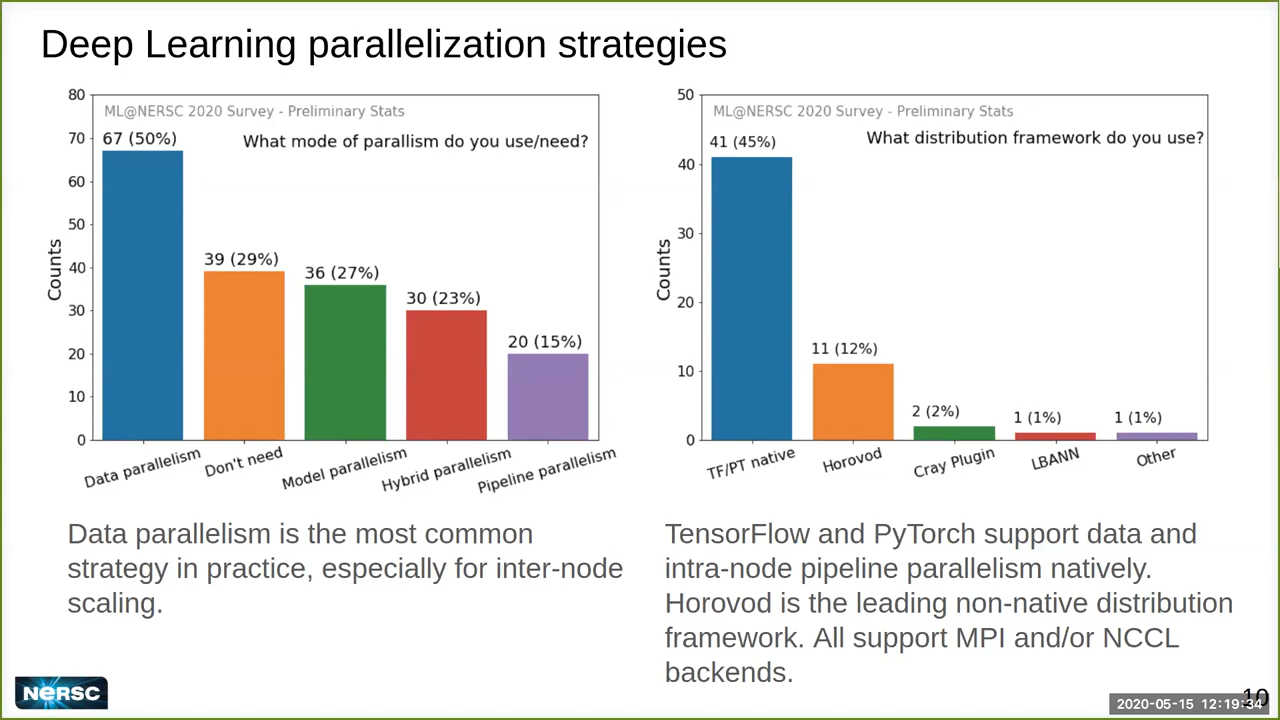 Deep Learning parallelization strategies
ML@NERSC 2020 Survey - Preliminary Stats
What mode of parallism do you use/need?
Counts
80
70
60
50
40
30
20
10
0
67 (50%)
39 (29%)
36 (27%)
30 (23%)
20 (15%)
Data parallelism
Don't need
Model parallelism
Hybrid parallelism
Pipeline parallelism
ML@NERSC 2020 Survey - Preliminary Stats
What distribution framework do you use?
Counts
50
40
30
20
10
0
41 (45%)
11 (12%)
2 (2%)
1 (1%)
1 (1%)
TF/PT native
Horovod
Cray Plugin
LBANN
Other
Data parallelism is the most common
strategy in practice, especially for inter-node
scaling.
TensorFlow and PyTorch support data and
intra-node pipeline parallelism natively.
Horovod is the leading non-native distribution
framework. All support MPI and/or NCCL
backends.
NERSC
10
2020-05-15 12:19:34